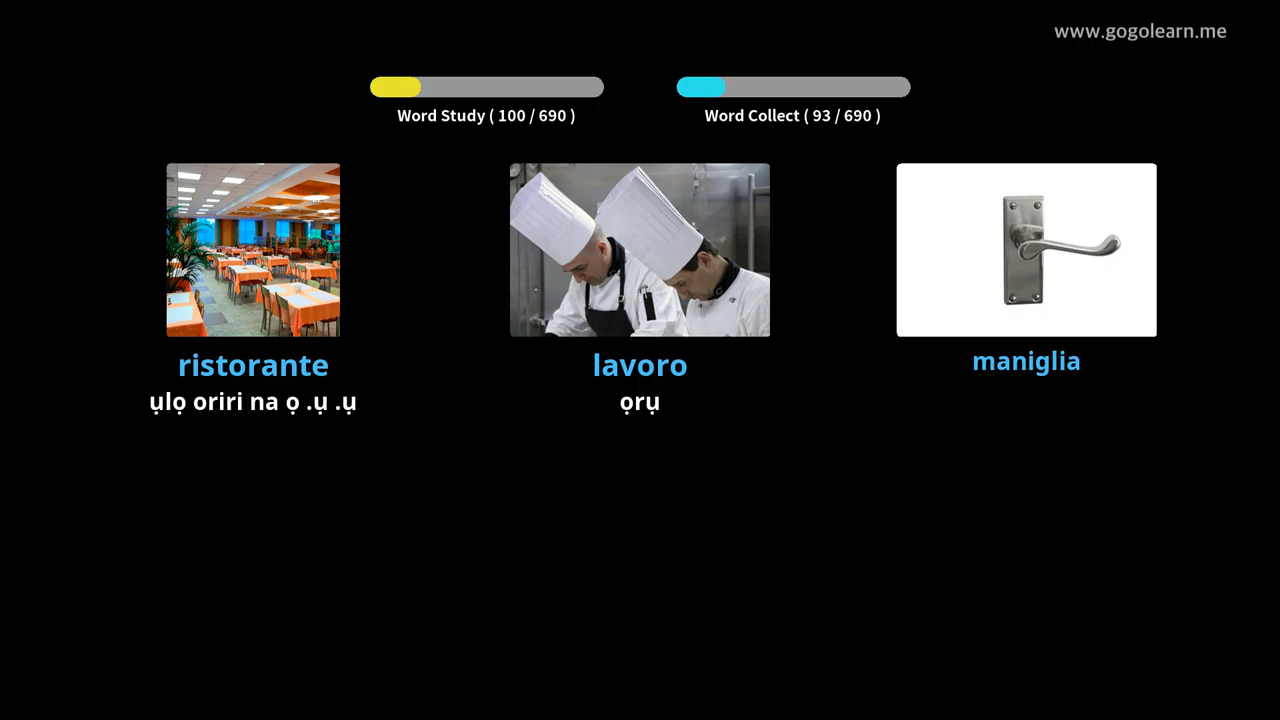 www.gogolearn.me
Word Study ( 100 / 690 )
Word Collect ( 93 / 690 )
ristorante
ụlọ oriri na ọ .ụ .ụ
lavoro
ọrụ
maniglia